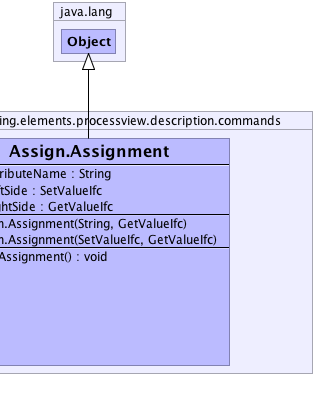 java.lang
Object
ing.elements.processview.description.commands
Assign.Assignment
ributeName : String
ftSide : SetValueIfc
ghtSide : GetValueIfc
n.Assignment(String, GetValueIfc)
n.Assignment(SetValueIfc, GetValueIfc)
Assignment() : void